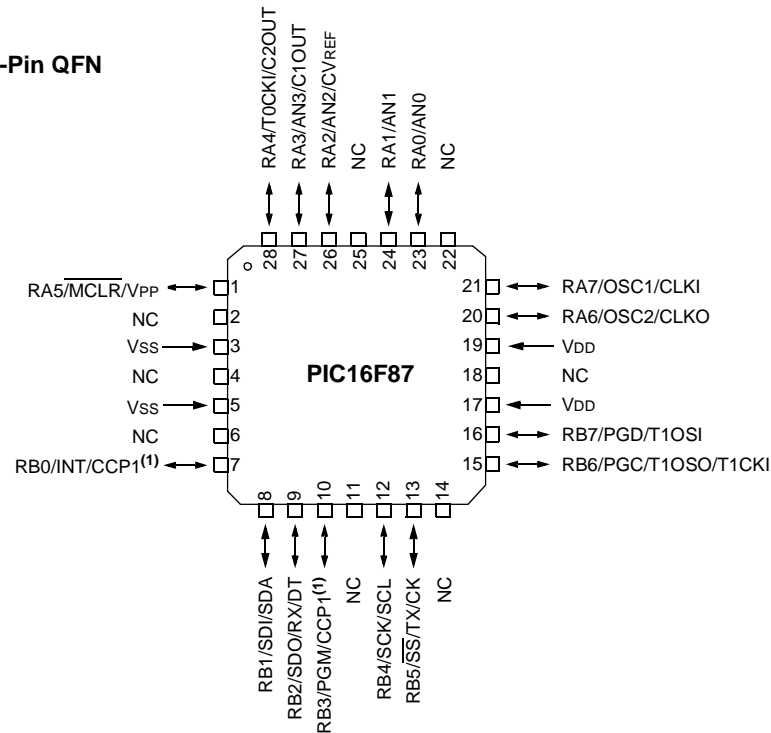 -Pin QFN
RA4/T0CKI/C2OUT
RA3/AN3/C1OUT
RA2/AN2/CVREF
NC
RA1/AN1
RA0/AN0
NC
28
27
26
25
24
23
22
RA5/MCLR/VPP
1
NC
2
VSS
3
NC
4
VSS
5
NC
6
RB0/INT/CCP1(1)
7
PIC16F87
21
RA7/OSC1/CLKI
20
RA6/OSC2/CLKO
19
VDD
18
NC
17
VDD
16
RB7/PGD/T1OSI
15
RB6/PGC/T1OSO/T1CKI
8
9
10
11
12
13
14
RB1/SDI/SDA
RB2/SDO/RX/DT
RB3/PGM/CCP1(1)
NC
RB4/SCK/SCL
RB5/SS/TX/CK
NC